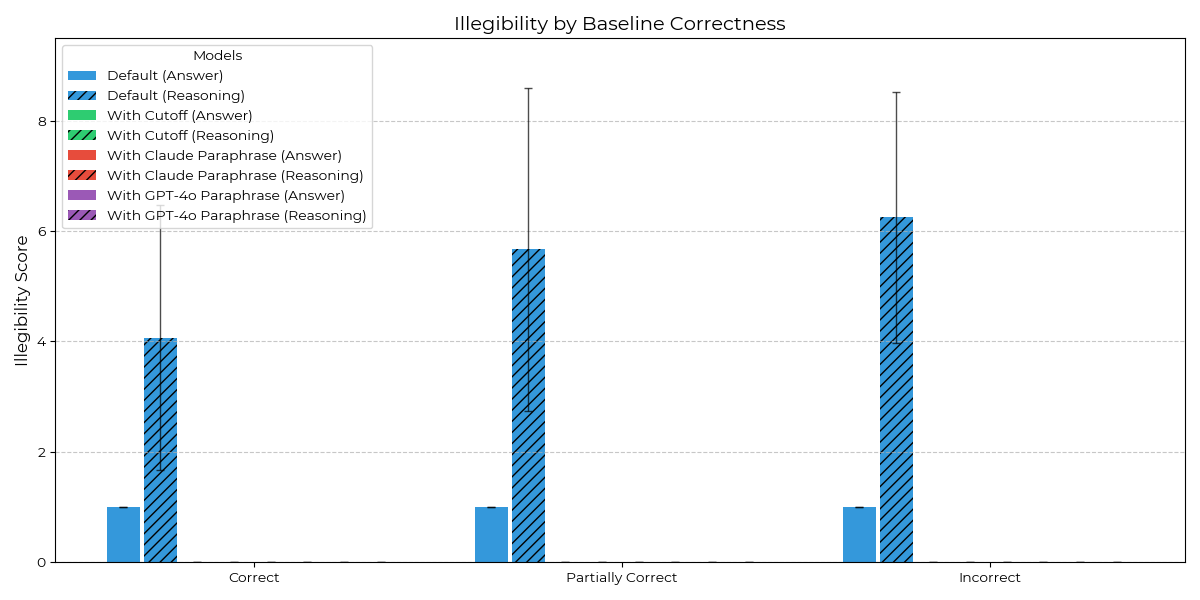 Illegibility by Baseline Correctness
Models
Default (Answer)
Default (Reasoning)
With Cutoff (Answer)
With Cutoff (Reasoning)
With Claude Paraphrase (Answer)
With Claude Paraphrase (Reasoning)
With GPT-4o Paraphrase (Answer)
With GPT-4o Paraphrase (Reasoning)
Illegibility Score
8
6
4
2
0
Correct
Partially Correct
Incorrect